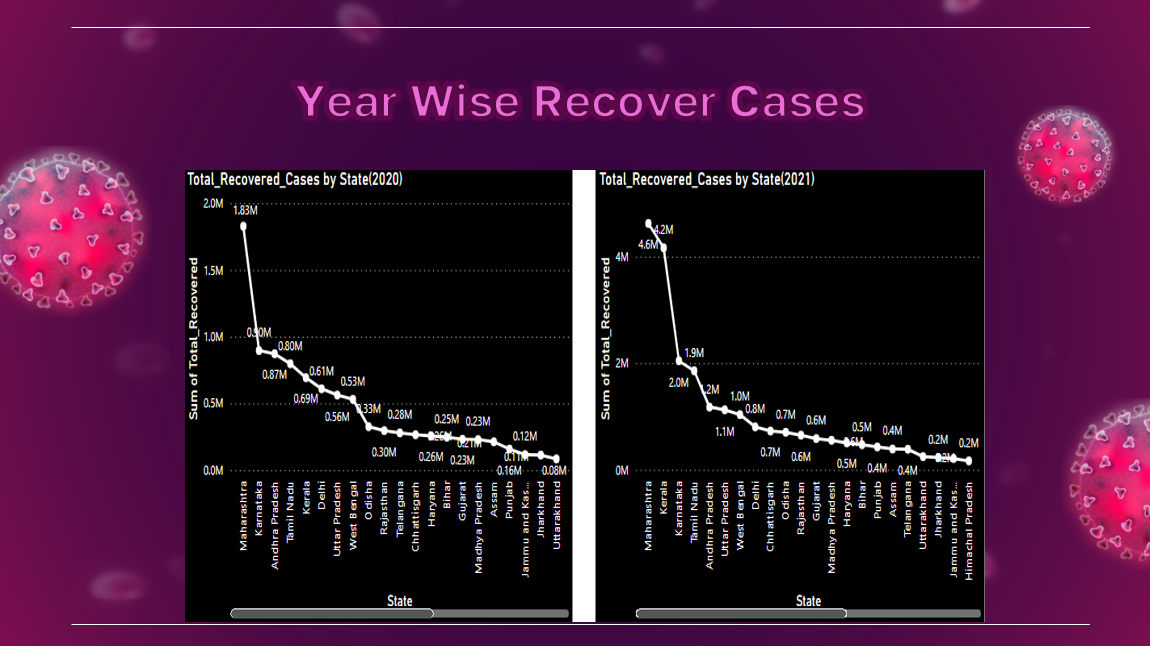 Year Wise Recover Cases
Total_Recovered_Cases by State(2020)
Sum of Total_Recovered
2.0M
1.5M
1.0M
0.5M
0.0M
1.83M
0.90M
0.87M
0.80M
0.69M
0.61M
0.56M
0.53M
0.33M
0.30M
0.28M
0.26M
0.26M
0.25M
0.23M
0.23M
0.21M
0.16M
0.12M
0.11M
0.08M
Maharashtra
Karnataka
Andhra Pradesh
Tamil Nadu
Kerala
Delhi
Uttar Pradesh
West Bengal
Odisha
Rajasthan
Telangana
Chhattisgarh
Haryana
Bihar
Gujarat
Madhya Pradesh
Assam
Punjab
Jammu and Kas...
Jharkhand
Uttarakhand
State
Total_Recovered_Cases by State(2021)
Sum of Total_Recovered
4M
2M
0M
4.6M
4.2M
2.0M
1.9M
1.2M
1.1M
1.0M
0.8M
0.7M
0.7M
0.6M
0.6M
0.6M
0.5M
0.5M
0.4M
0.4M
0.4M
0.2M
0.2M
0.2M
Maharashtra
Kerala
Karnataka
Tamil Nadu
Andhra Pradesh
Uttar Pradesh
West Bengal
Delhi
Chhattisgarh
Odisha
Rajasthan
Gujarat
Madhya Pradesh
Haryana
Bihar
Punjab
Assam
Telangana
Uttarakhand
Jharkhand
Jammu and Kas...
Himachal Pradesh
State